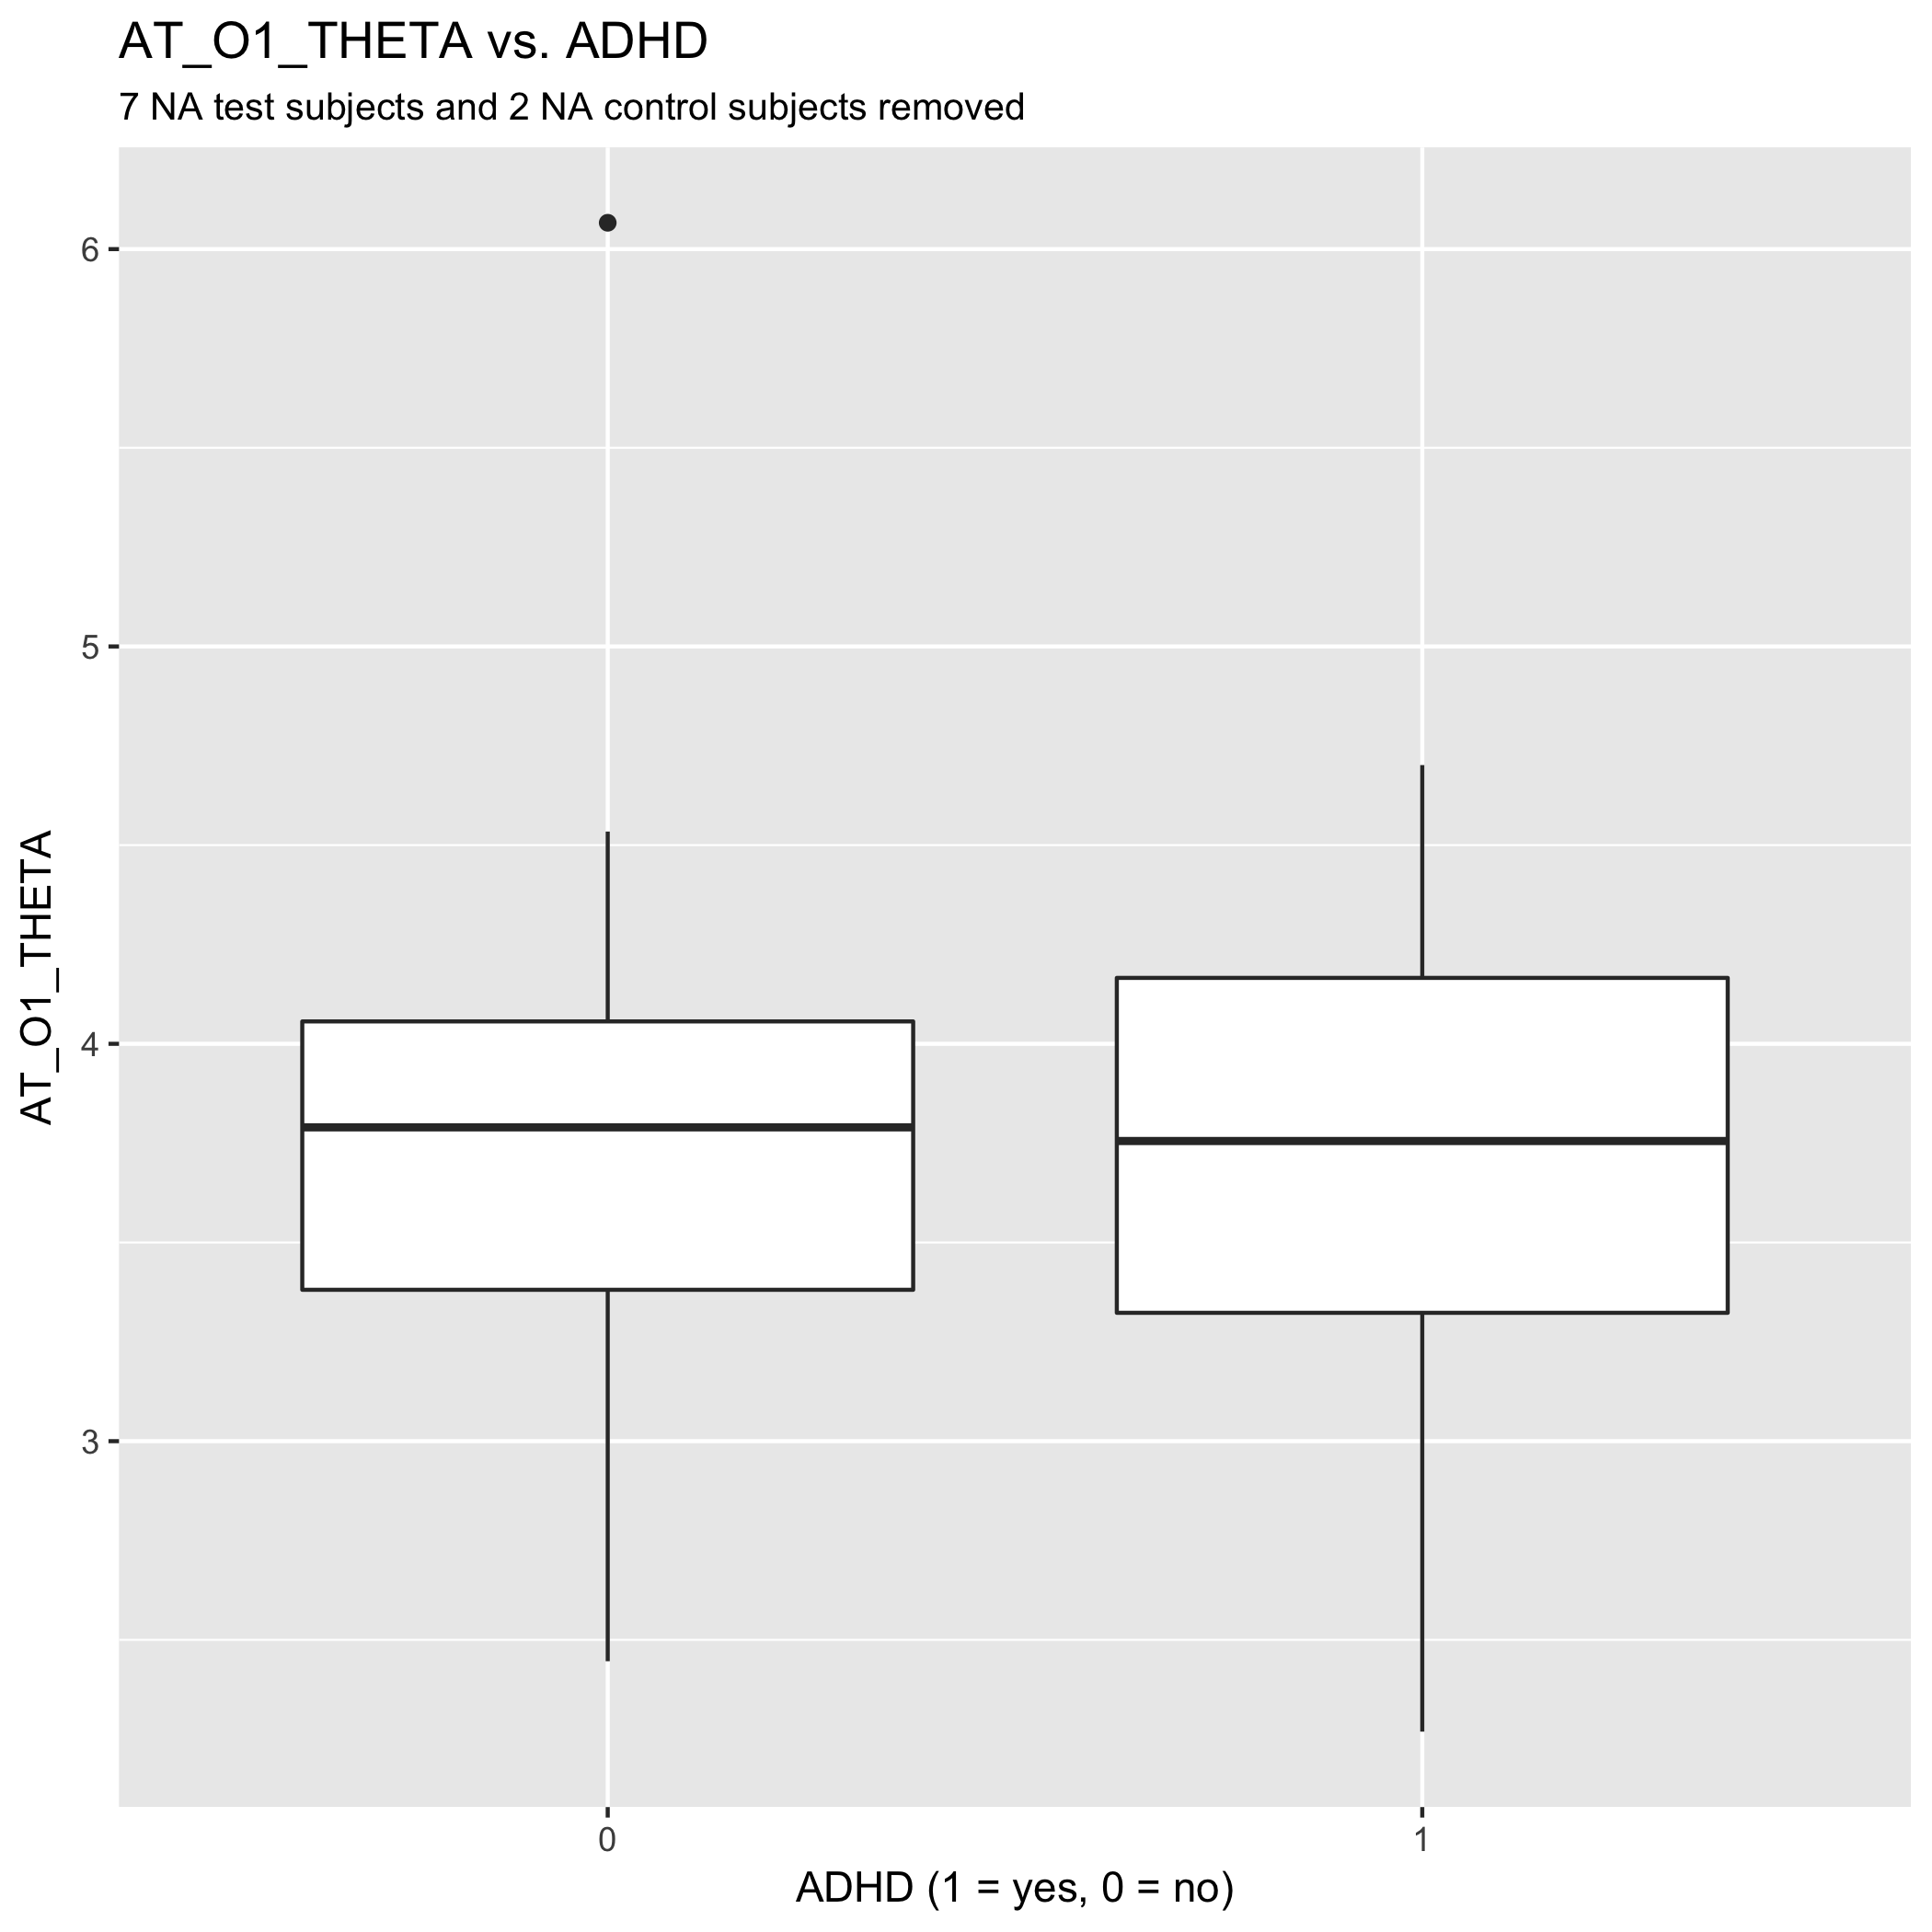 AT_O1_THETA vs. ADHD
7 NA test subjects and 2 NA control subjects removed
AT_O1_THETA
6
5
4
3
0
1
ADHD (1 = yes, 0 = no)